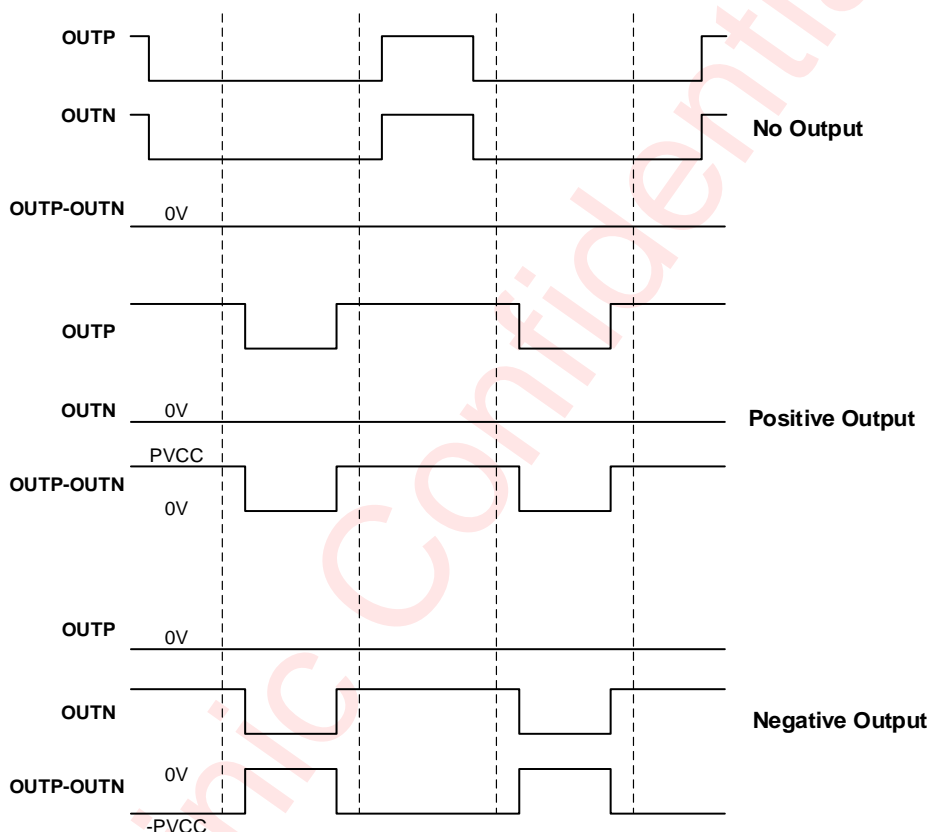 OUTP
OUTN
No Output
OUTP-OUTN
0V
OUTP
OUTN
0V
Positive Output
PVCC
OUTP-OUTN
0V
OUTP
0V
OUTN
Negative Output
0V
OUTP-OUTN
-PVCC